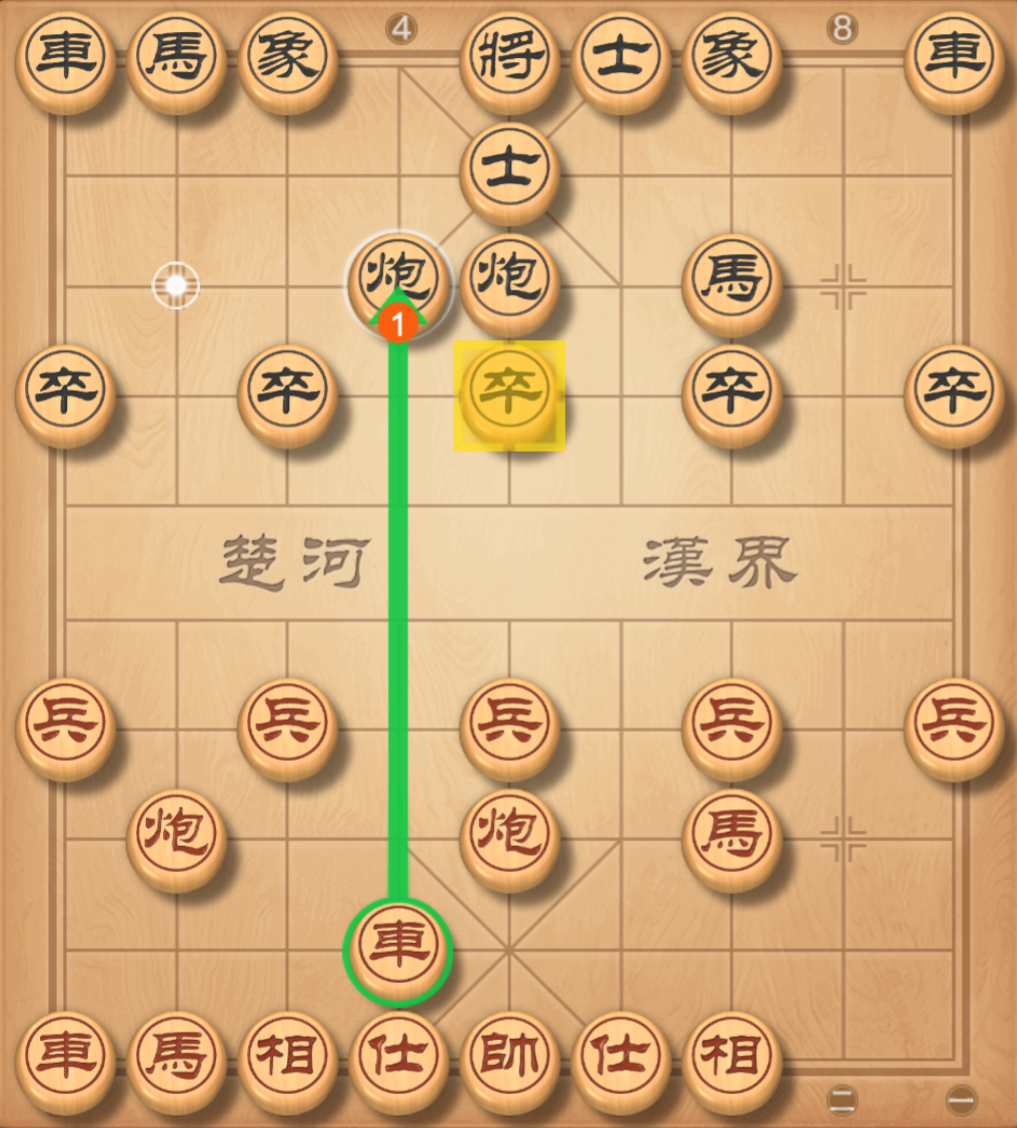 4 8
車 馬 象 將 士 象 車
士
炮 炮 馬
1
卒 卒 卒 卒 卒
楚河 漢界
兵 兵 兵 兵 兵
炮 炮 馬
車
車 馬 相 仕 帥 仕 相
二 一